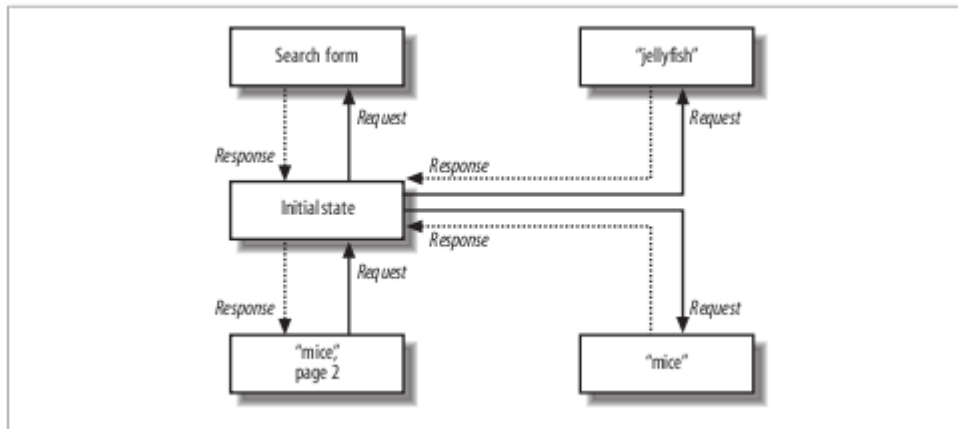 Search form
"jellyfish"
Request
Request
Response
Response
Initial state
Response
Request
Response
Request
"mice,"
page 2
"mice"